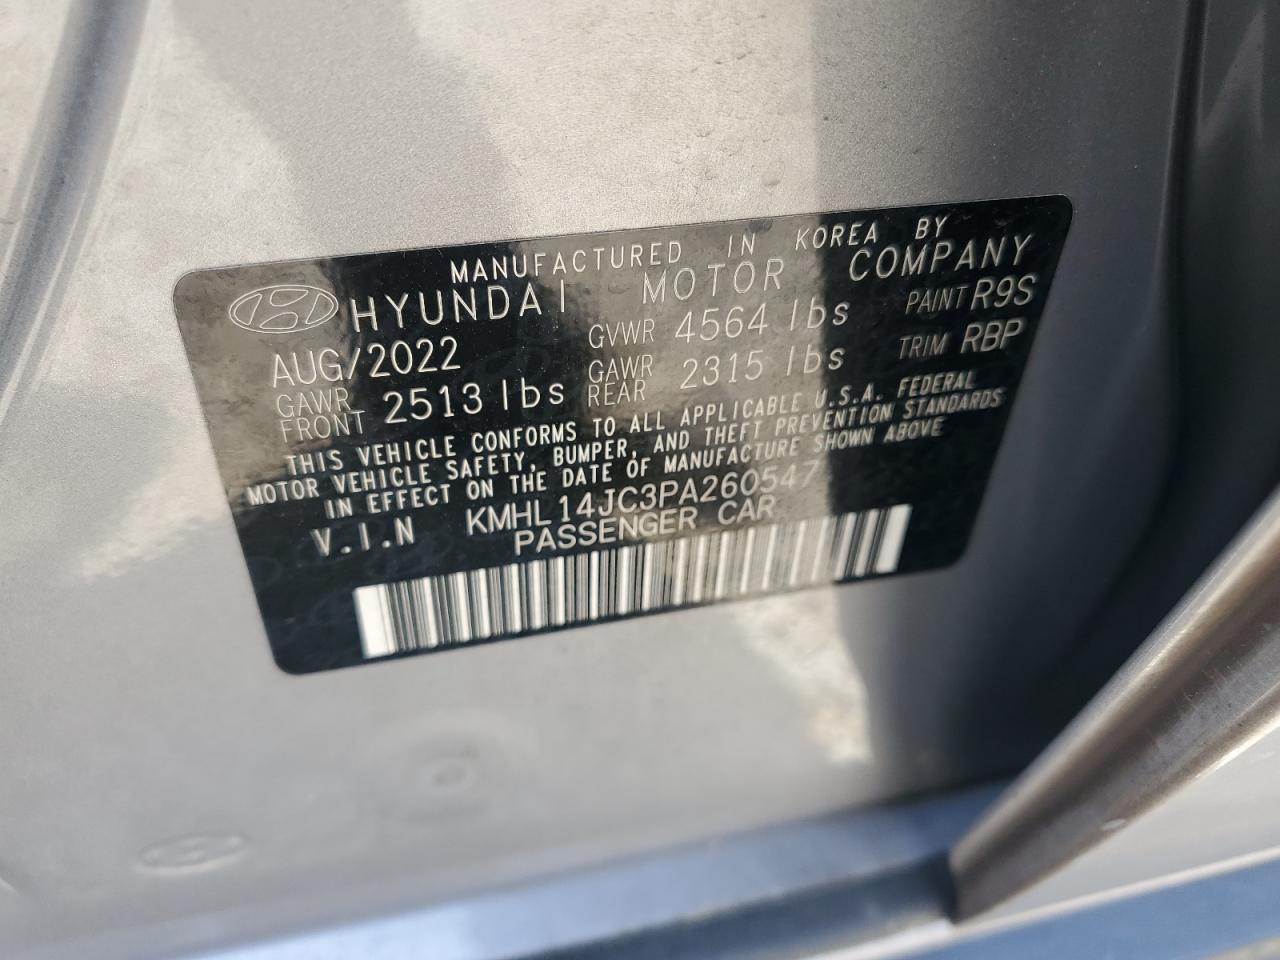 MANUFACTURED IN KOREA BY
HYUNDAI MOTOR COMPANY
AUG/2022 GVWR 4564 lbs PAINT R9S
GAWR FRONT 2513 lbs GAWR REAR 2315 lbs TRIM RBP
THIS VEHICLE CONFORMS TO ALL APPLICABLE U.S.A. FEDERAL
MOTOR VEHICLE SAFETY, BUMPER, AND THEFT PREVENTION STANDARDS
IN EFFECT ON THE DATE OF MANUFACTURE SHOWN ABOVE
V.I.N KMHL14JC3PA260547
PASSENGER CAR